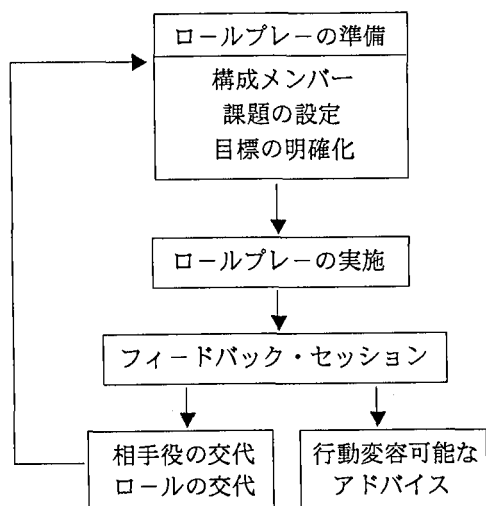 ロールプレーの準備
構成メンバー
課題の設定
目標の明確化
ロールプレーの実施
フィードバック・セッション
相手役の交代
ロールの交代
行動変容可能な
アドバイス